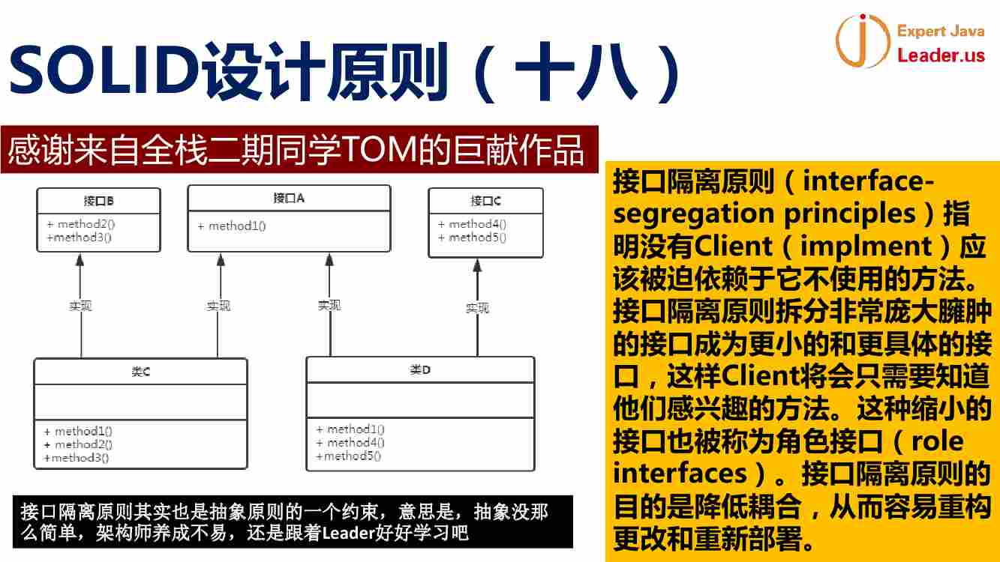 SOLID设计原则（十八）
Expert Java
Leader.us
感谢来自全栈二期同学TOM的巨献作品
接口B
+ method2()
+method3()
接口A
+ method1()
接口C
+ method4()
+ method5()
实现
实现
实现
实现
类C
+ method1()
+ method2()
+method3()
类D
+ method1()
+ method4()
+method5()
接口隔离原则其实也是抽象原则的一个约束，意思是，抽象没那
么简单，架构师养成不易，还是跟着Leader好好学习吧
接口隔离原则（interface-
segregation principles）指
明没有Client（implment）应
该被迫依赖于它不使用的方法。
接口隔离原则拆分非常庞大臃肿
的接口成为更小的和更具体的接
口，这样Client将会只需要知道
他们感兴趣的方法。这种缩小的
接口也被称为角色接口（role
interfaces）。接口隔离原则的
目的是降低耦合，从而容易重构
更改和重新部署。